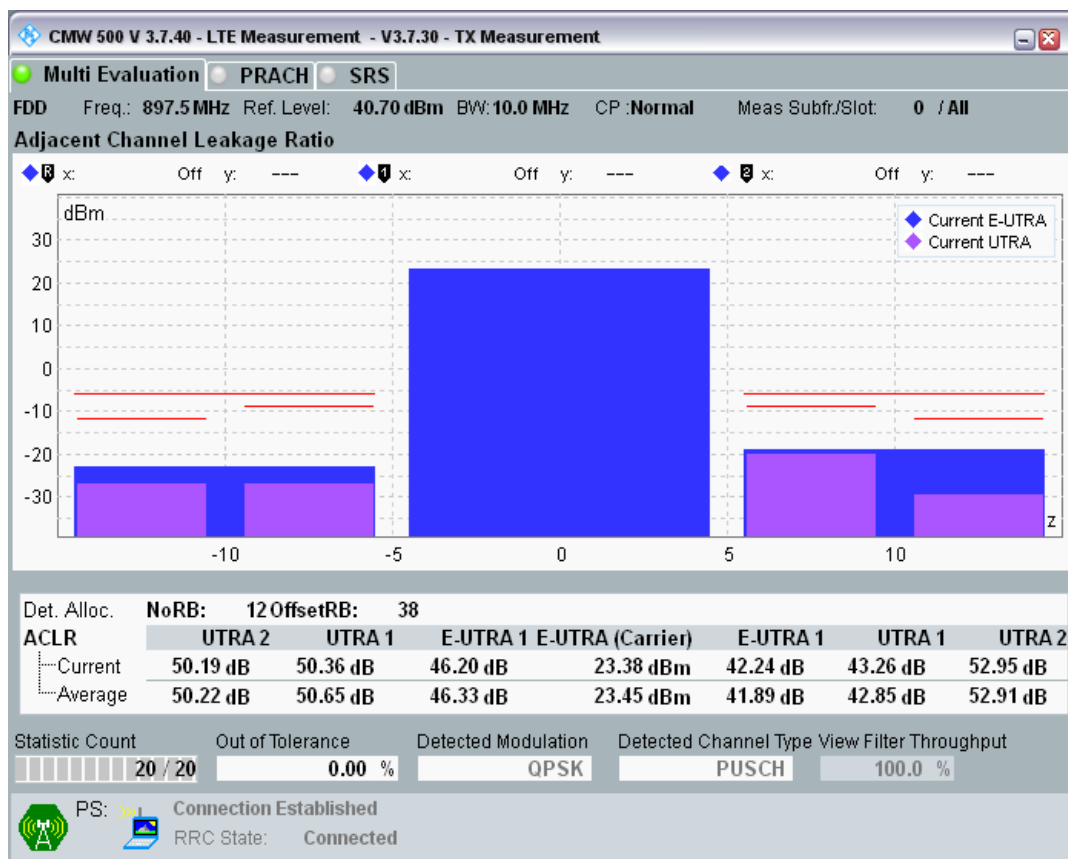 CMW 500 V 3.7.40 - LTE Measurement - V3.7.30 - TX Measurement
Multi Evaluation PRACH SRS
FDD Freq.: 897.5 MHz Ref. Level: 40.70 dBm BW: 10.0 MHz CP :Normal Meas Subfr./Slot: 0 / All
Adjacent Channel Leakage Ratio
R x: Off y: --- 1 x: Off y: --- 2 x: Off y: ---
dBm
Current E-UTRA
Current UTRA
30
20
10
0
-10
-20
-30
z
-10 -5 0 5 10
Det. Alloc. NoRB: 12 OffsetRB: 38
ACLR UTRA 2 UTRA 1 E-UTRA 1 E-UTRA (Carrier) E-UTRA 1 UTRA 1 UTRA 2
Current 50.19 dB 50.36 dB 46.20 dB 23.38 dBm 42.24 dB 43.26 dB 52.95 dB
Average 50.22 dB 50.65 dB 46.33 dB 23.45 dBm 41.89 dB 42.85 dB 52.91 dB
Statistic Count Out of Tolerance Detected Modulation Detected Channel Type View Filter Throughput
20 / 20 0.00 % QPSK PUSCH 100.0 %
PS: Connection Established
RRC State: Connected